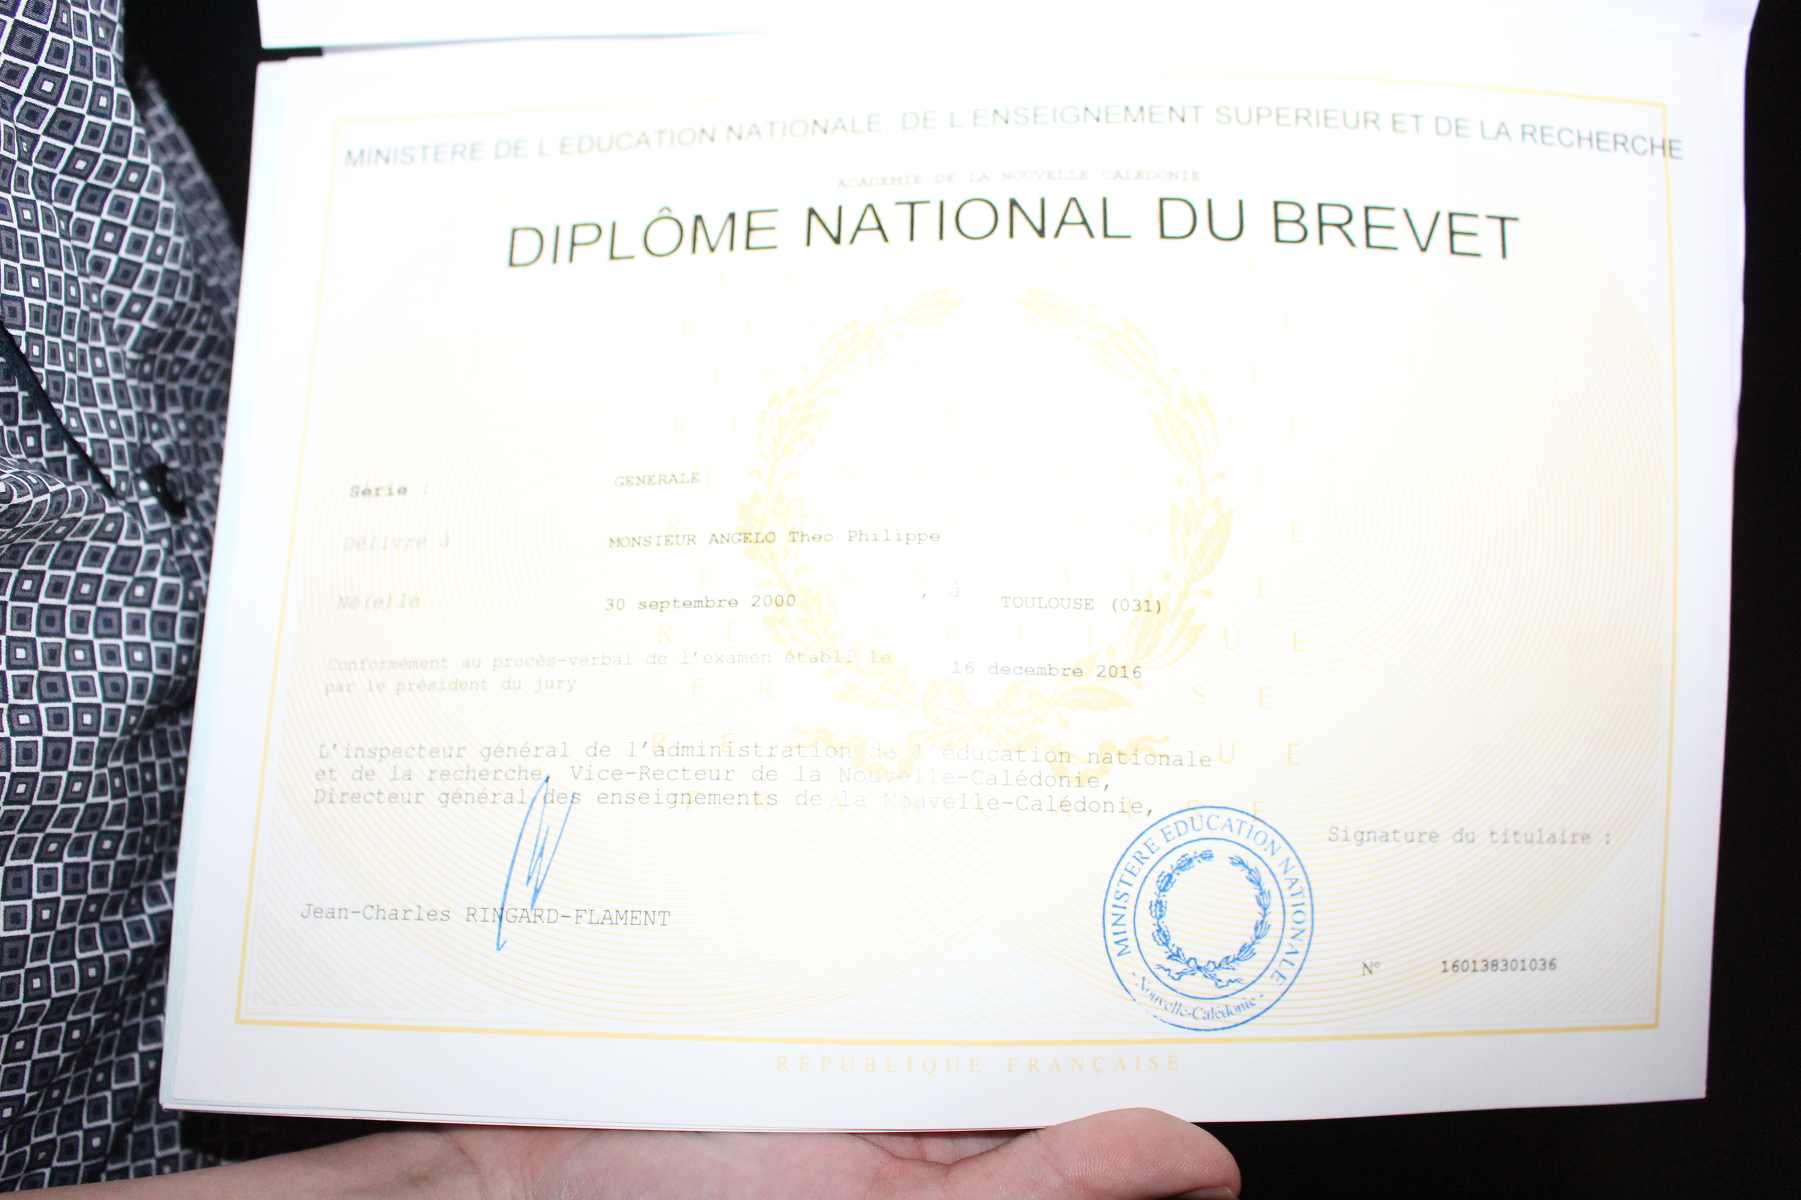 MINISTERE DE L'EDUCATION NATIONALE DE L'ENSEIGNEMENT SUPERIEUR ET DE LA RECHERCHE
ACADEMIE DE LA NOUVELLE CALEDONIE
DIPLÔME NATIONAL DU BREVET
Série : GENERALE
Délivré à MONSIEUR ANGELO Theo Philippe
Né(e) le 30 septembre 2000 , à TOULOUSE (031)
Conformément au procès-verbal de l'examen établi le 16 decembre 2016
par le président du jury
L'inspecteur général de l'administration de l'éducation nationale
et de la recherche, Vice-Recteur de la Nouvelle-Calédonie,
Directeur général des enseignements de la Nouvelle-Calédonie,
Signature du titulaire :
Jean-Charles RINGARD-FLAMENT
MINISTERE EDUCATION NATIONALE
- Nouvelle-Calédonie -
N° 160138301036
RÉPUBLIQUE FRANÇAISE